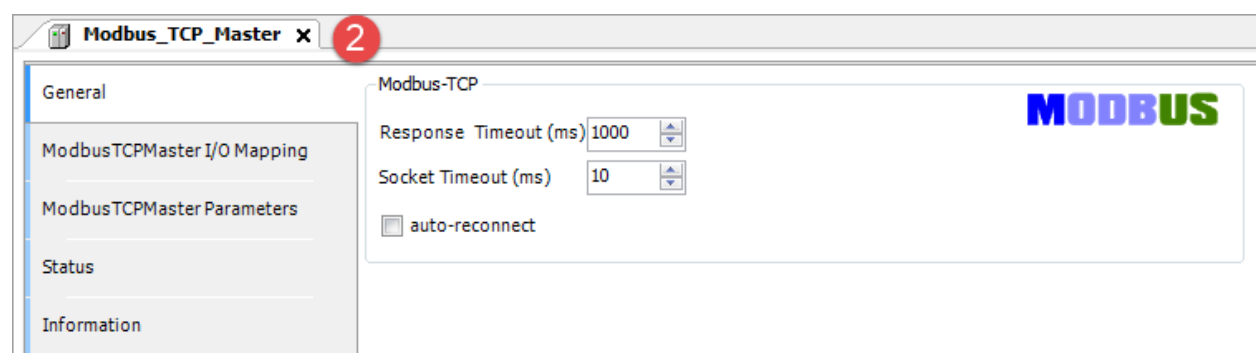 Modbus_TCP_Master x 2
General
ModbusTCPMaster I/O Mapping
ModbusTCPMaster Parameters
Status
Information
Modbus-TCP
MODBUS
Response Timeout (ms) 1000
Socket Timeout (ms) 10
auto-reconnect